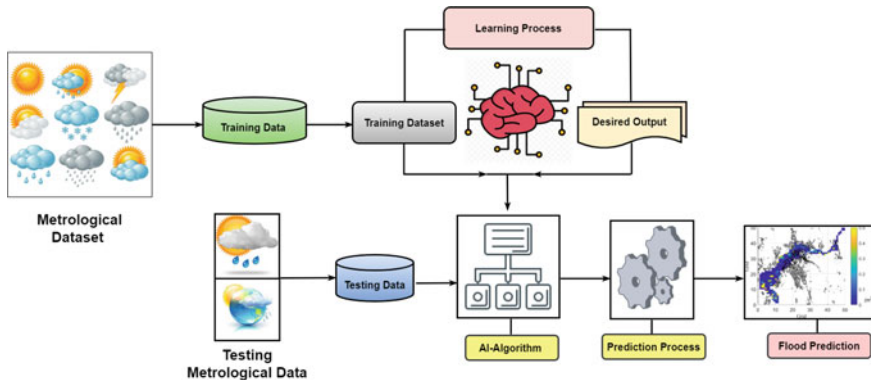 Learning Process
Training Data
Training Dataset
Desired Output
Metrological
Dataset
Testing Data
Testing
Metrological Data
AI-Algorithm
Prediction Process
Flood Prediction